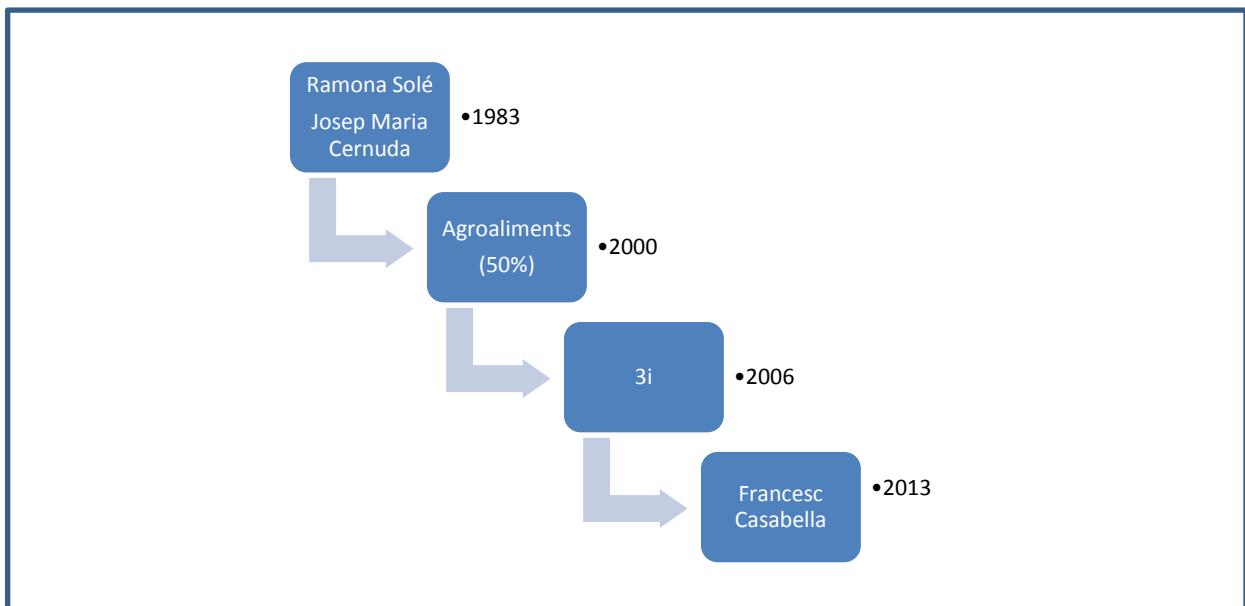 Ramona Solé
Josep Maria
Cernuda
•1983
Agroaliments
(50%)
•2000
3i
•2006
Francesc
Casabella
•2013